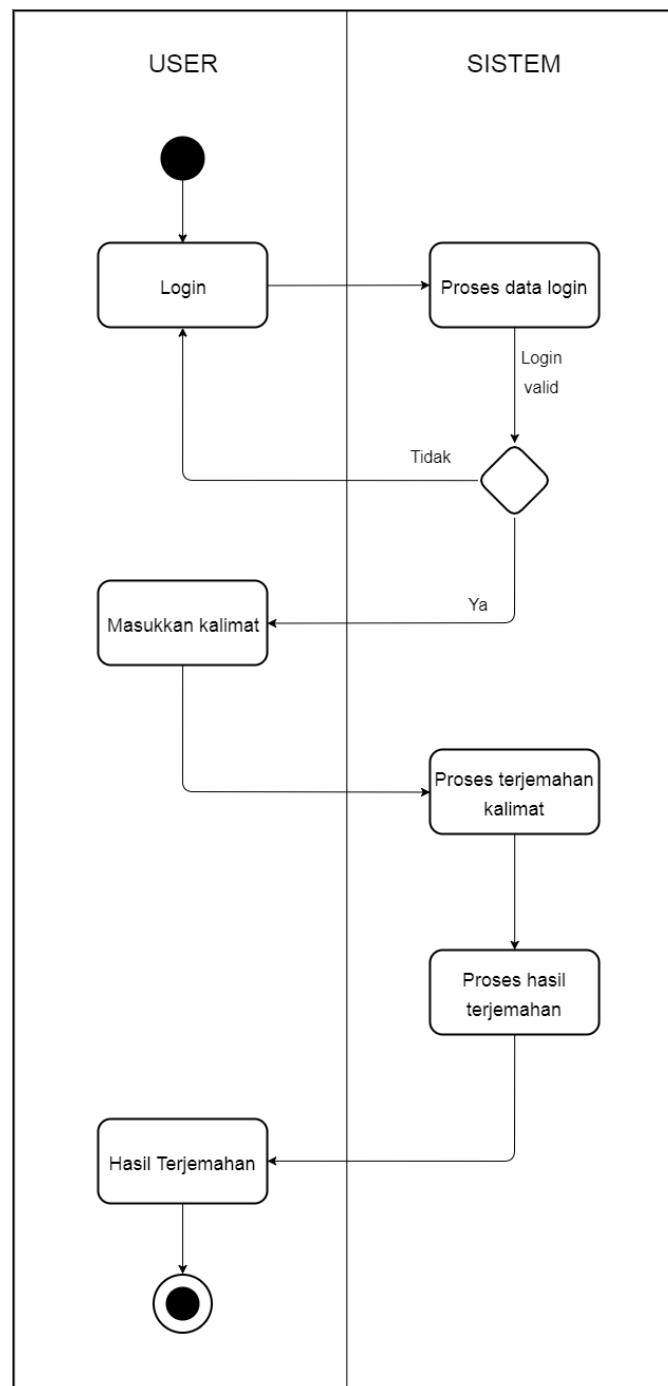 USER
SISTEM
Login
Proses data login
Login
valid
Tidak
Ya
Masukkan kalimat
Proses terjemahan
kalimat
Proses hasil
terjemahan
Hasil Terjemahan